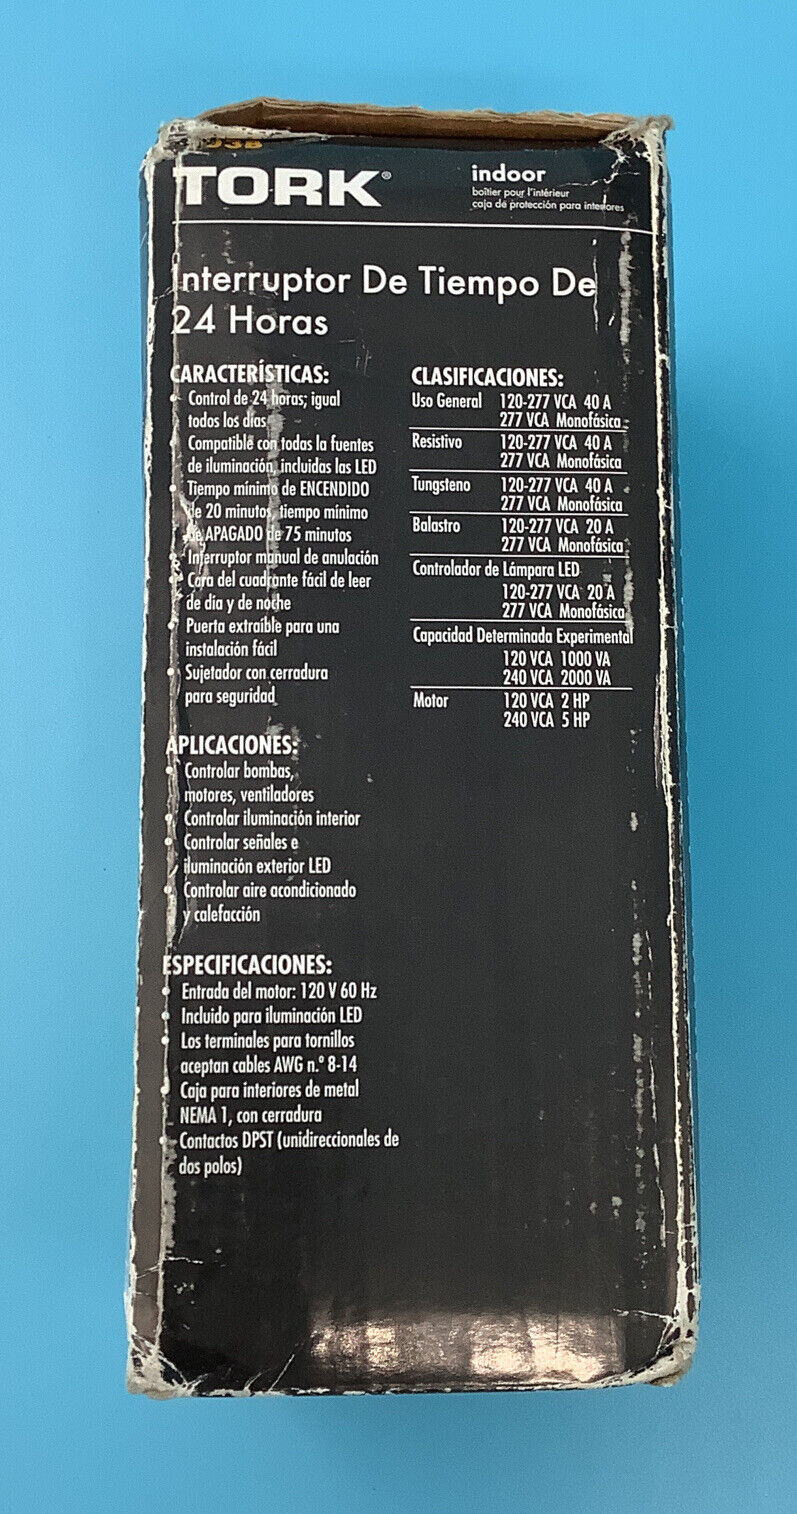 03B
TORK®
indoor
boîtier pour l'intérieur
caja de protección para interiores
Interruptor De Tiempo De
24 Horas
CARACTERÍSTICAS:
• Control de 24 horas; igual
todos los días
• Compatible con todas la fuentes
de iluminación, incluidas las LED
• Tiempo mínimo de ENCENDIDO
de 20 minutos, tiempo mínimo
de APAGADO de 75 minutos
• Interruptor manual de anulación
• Cara del cuadrante fácil de leer
de día y de noche
• Puerta extraíble para una
instalación fácil
• Sujetador con cerradura
para seguridad
APLICACIONES:
• Controlar bombas,
motores, ventiladores
• Controlar iluminación interior
• Controlar señales e
iluminación exterior LED
• Controlar aire acondicionado
y calefacción
ESPECIFICACIONES:
• Entrada del motor: 120 V 60 Hz
• Incluido para iluminación LED
• Los terminales para tornillos
aceptan cables AWG n.° 8-14
• Caja para interiores de metal
NEMA 1, con cerradura
• Contactos DPST (unidireccionales de
dos polos)
CLASIFICACIONES:
Uso General 120-277 VCA 40 A
277 VCA Monofásica
Resistivo 120-277 VCA 40 A
277 VCA Monofásica
Tungsteno 120-277 VCA 40 A
277 VCA Monofásica
Balastro 120-277 VCA 20 A
277 VCA Monofásica
Controlador de Lámpara LED
120-277 VCA 20 A
277 VCA Monofásica
Capacidad Determinada Experimental
120 VCA 1000 VA
240 VCA 2000 VA
Motor 120 VCA 2 HP
240 VCA 5 HP